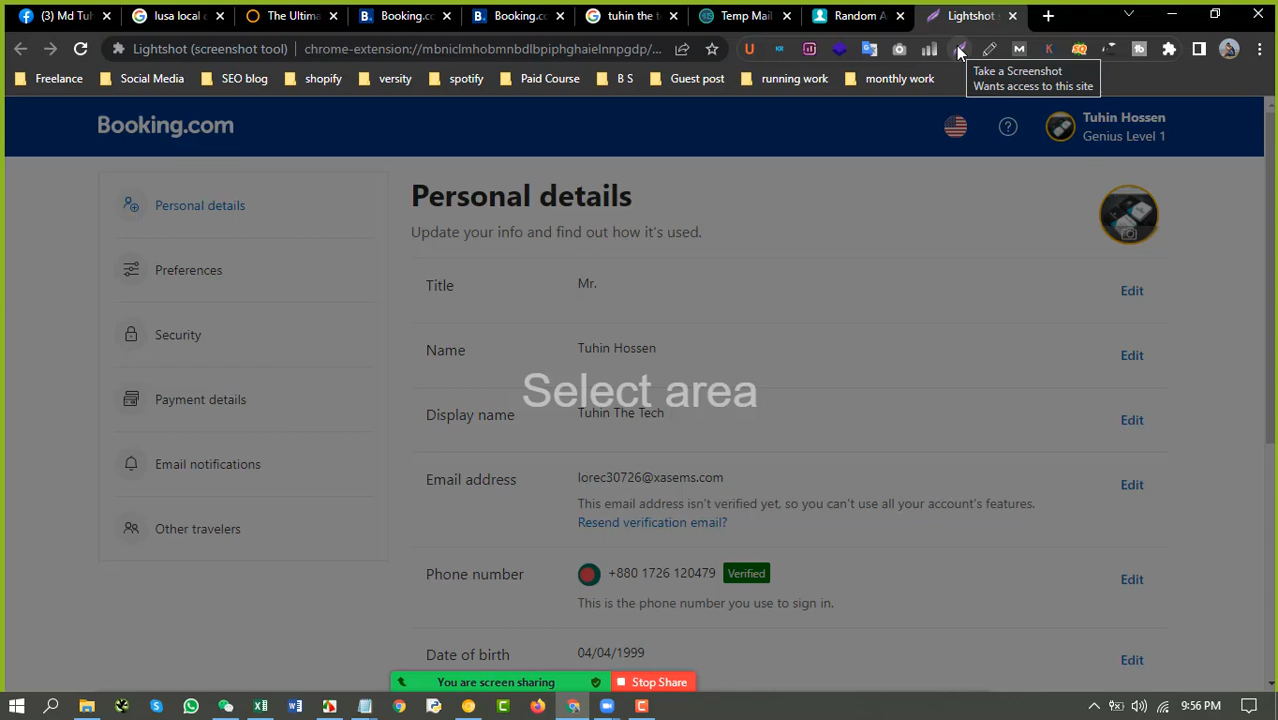 (3) Md Tuh
lusa local c
The Ultima
Booking.cc
Booking.cc
tuhin the t
Temp Mail
Random A
Lightshot s
Lightshot (screenshot tool)
chrome-extension://mbniclmhobmnbdlbpiphghaielnnpgdp/...
Freelance
Social Media
SEO blog
shopify
versity
spotify
Paid Course
B S
Guest post
running work
monthly work
Take a Screenshot
Wants access to this site
Booking.com
Tuhin Hossen
Genius Level 1
Personal details
Preferences
Security
Payment details
Email notifications
Other travelers
Personal details
Update your info and find out how it's used.
Title Mr. Edit
Name Tuhin Hossen Edit
Select area
Display name Tuhin The Tech Edit
Email address lorec30726@xasems.com Edit
This email address isn't verified yet, so you can't use all your account's features.
Resend verification email?
Phone number +880 1726 120479 Verified Edit
This is the phone number you use to sign in.
Date of birth 04/04/1999 Edit
You are screen sharing Stop Share
9:56 PM